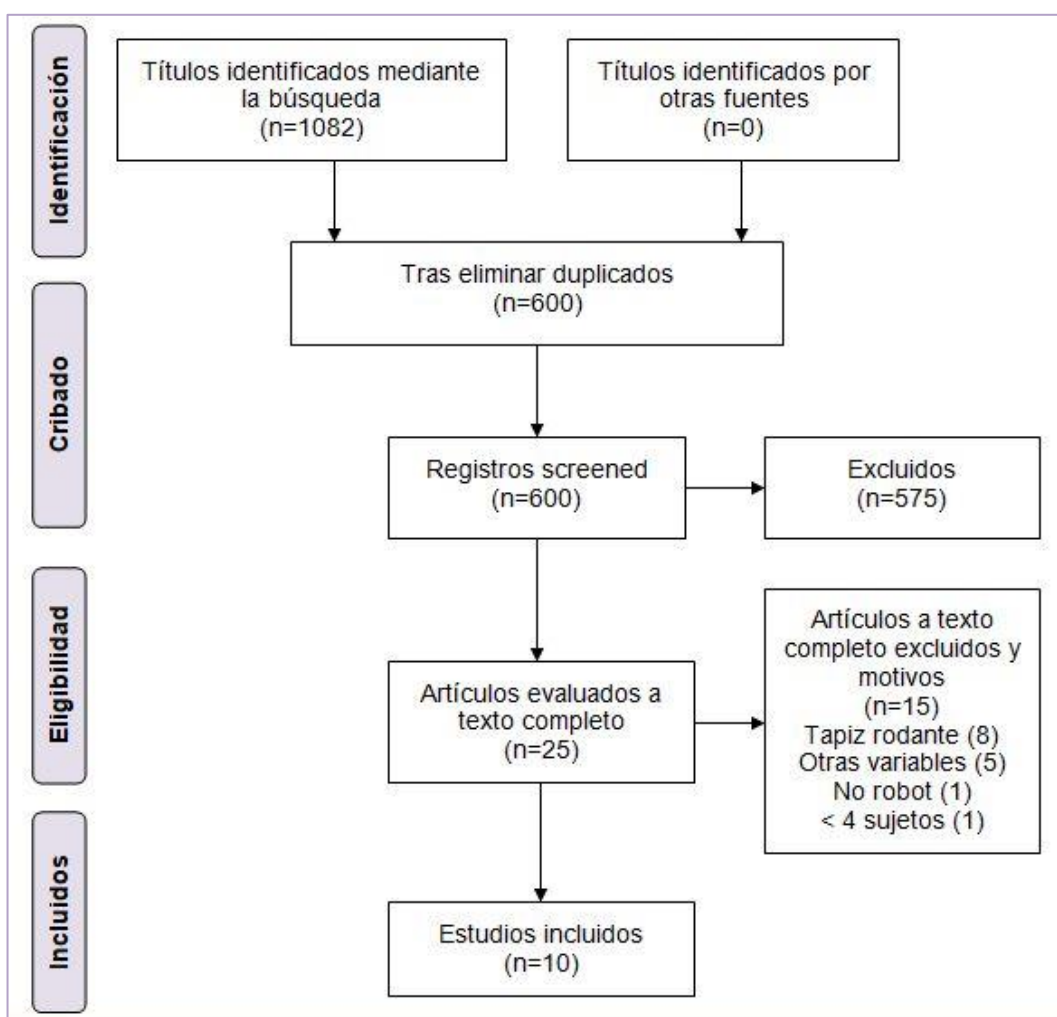 Identificación
Títulos identificados mediante
la búsqueda
(n=1082)
Títulos identificados por
otras fuentes
(n=0)
Tras eliminar duplicados
(n=600)
Cribado
Registros screened
(n=600)
Excluidos
(n=575)
Eligibilidad
Artículos evaluados a
texto completo
(n=25)
Artículos a texto
completo excluidos y
motivos
(n=15)
Tapiz rodante (8)
Otras variables (5)
No robot (1)
< 4 sujetos (1)
Incluidos
Estudios incluidos
(n=10)